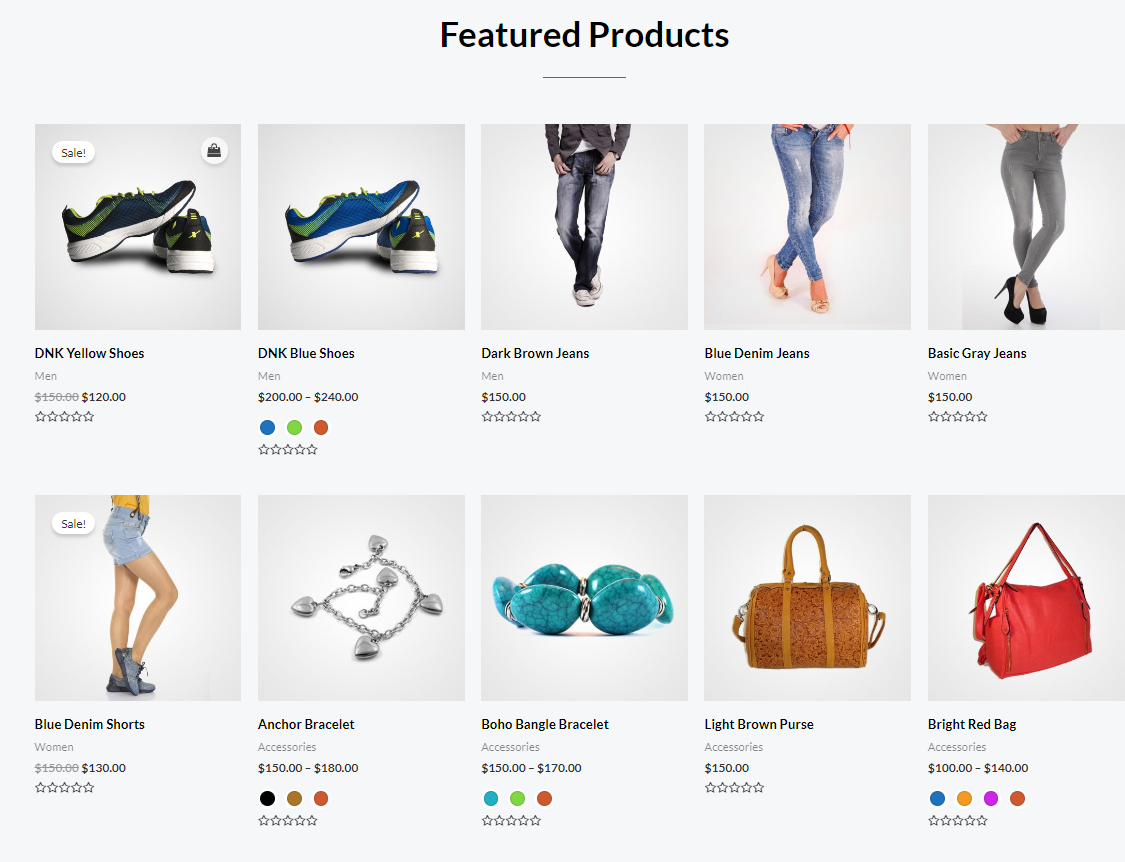 Featured Products
Sale!
DNK Yellow Shoes
Men
$150.00 $120.00
DNK Blue Shoes
Men
$200.00 – $240.00
Dark Brown Jeans
Men
$150.00
Blue Denim Jeans
Women
$150.00
Basic Gray Jeans
Women
$150.00
Sale!
Blue Denim Shorts
Women
$150.00 $130.00
Anchor Bracelet
Accessories
$150.00 – $180.00
Boho Bangle Bracelet
Accessories
$150.00 – $170.00
Light Brown Purse
Accessories
$150.00
Bright Red Bag
Accessories
$100.00 – $140.00